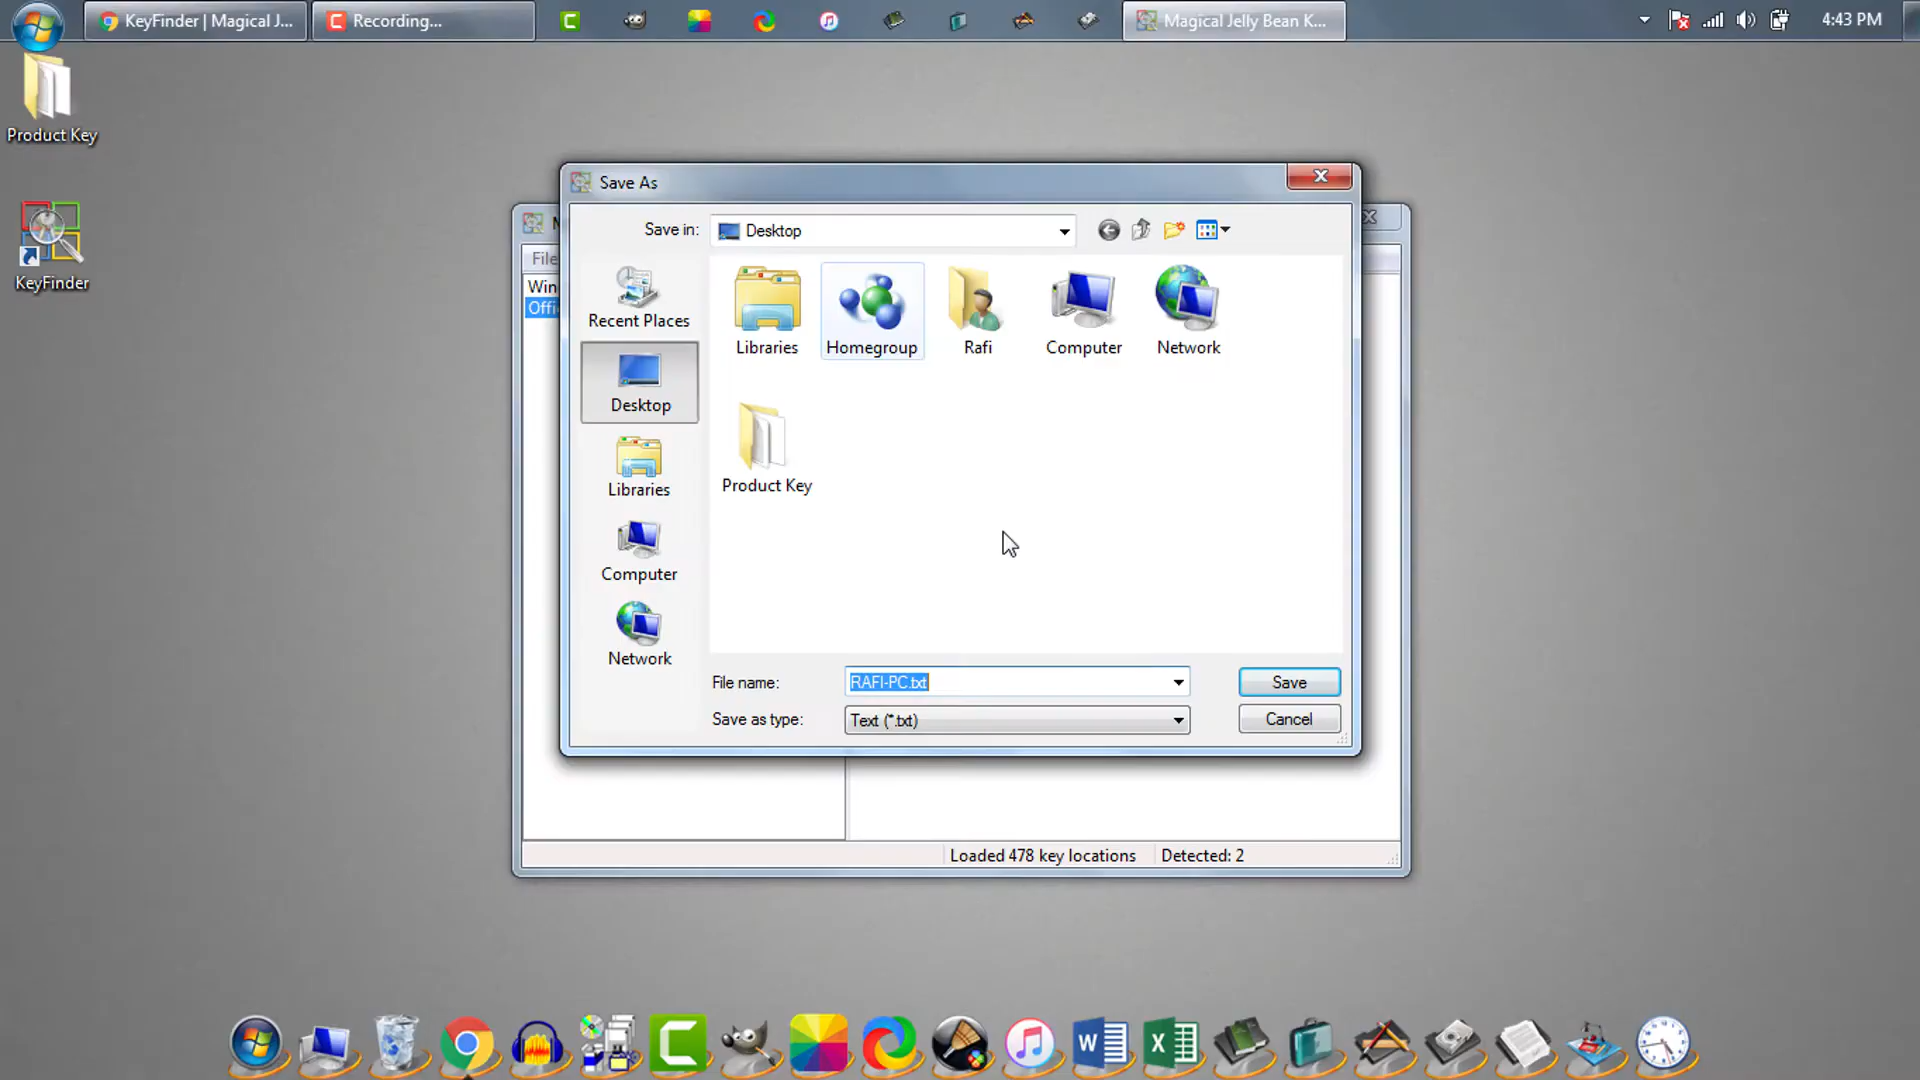 KeyFinder | Magical J...
Recording...
Magical Jelly Bean K...
4:43 PM
Product Key
KeyFinder
Save As
Save in:
Desktop
File
Win
Offi
Recent Places
Desktop
Libraries
Computer
Network
Libraries
Homegroup
Rafi
Computer
Network
Product Key
File name:
RAFI-PC.txt
Save
Save as type:
Text (*.txt)
Cancel
Loaded 478 key locations
Detected: 2